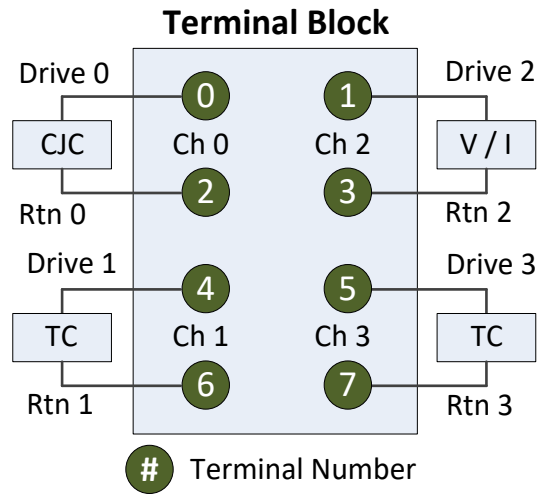 Terminal Block
Drive 0
Drive 2
0
1
CJC
Ch 0
Ch 2
V / I
2
3
Rtn 0
Rtn 2
Drive 1
Drive 3
4
5
TC
Ch 1
Ch 3
TC
6
7
Rtn 1
Rtn 3
# Terminal Number